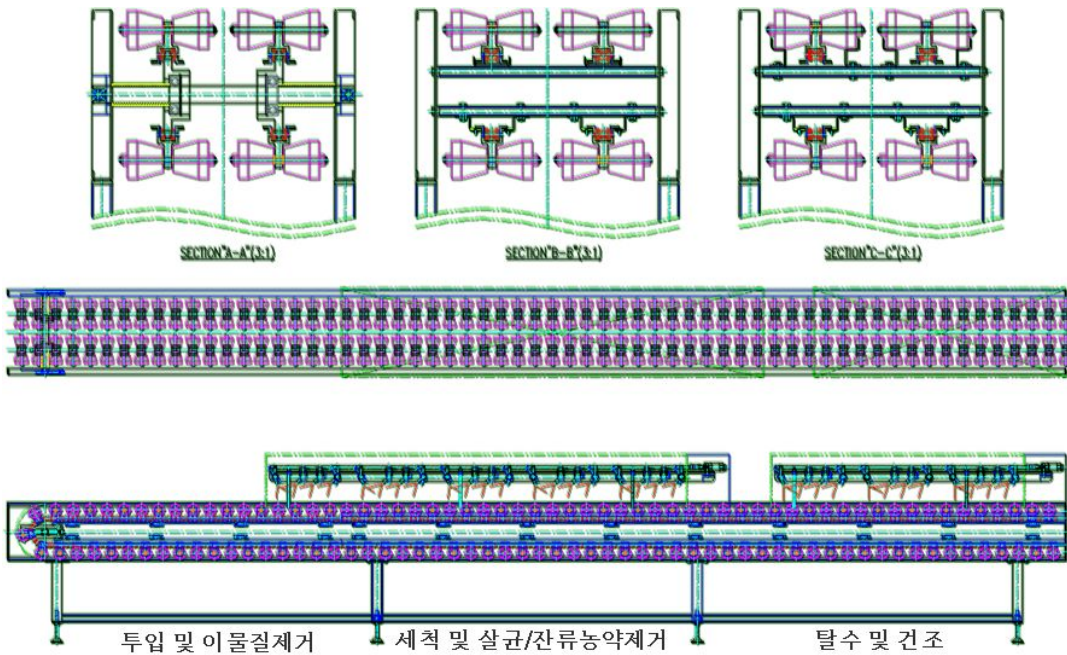 SECTION"A-A"(3:1)
SECTION"B-B"(3:1)
SECTION"C-C"(3:1)
투입 및 이물질제거
세척 및 살균/잔류농약제거
탈수 및 건조